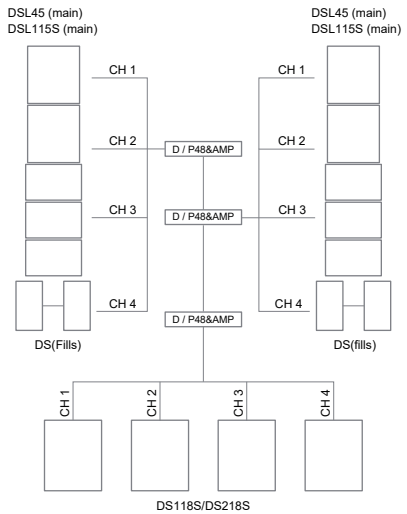 DSL45 (main)
DSL115S (main)
DSL45 (main)
DSL115S (main)
CH 1
CH 1
CH 2
D / P48&AMP
CH 2
CH 3
D / P48&AMP
CH 3
CH 4
CH 4
D / P48&AMP
DS(Fills)
DS(fills)
CH 1
CH 2
CH 3
CH 4
DS118S/DS218S